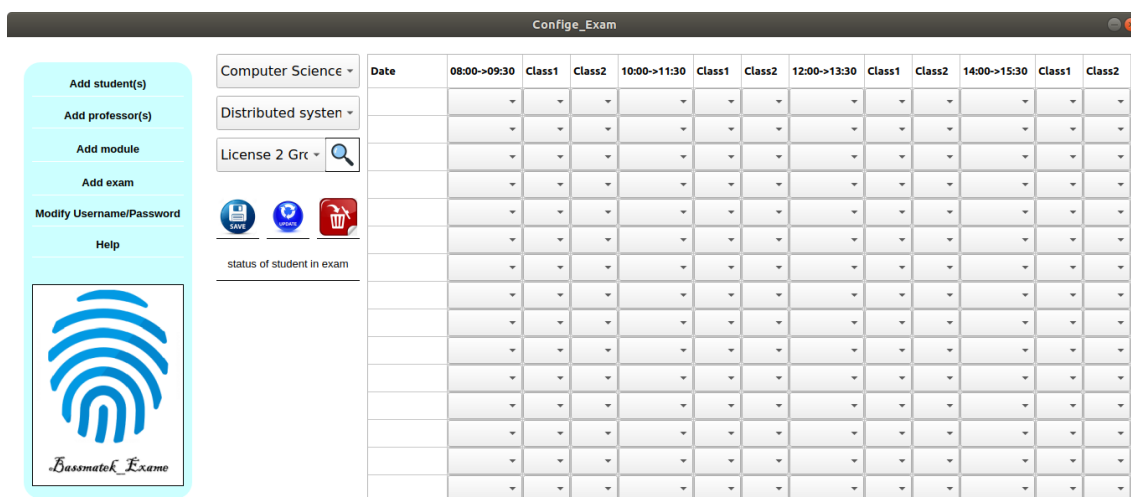 Confige_Exam
Add student(s)
Add professor(s)
Add module
Add exam
Modify Username/Password
Help
Bassmatek_Exame
Computer Science
Distributed systen
License 2 Grc
SAVE
UPDATE
status of student in exam
Date 08:00->09:30 Class1 Class2 10:00->11:30 Class1 Class2 12:00->13:30 Class1 Class2 14:00->15:30 Class1 Class2